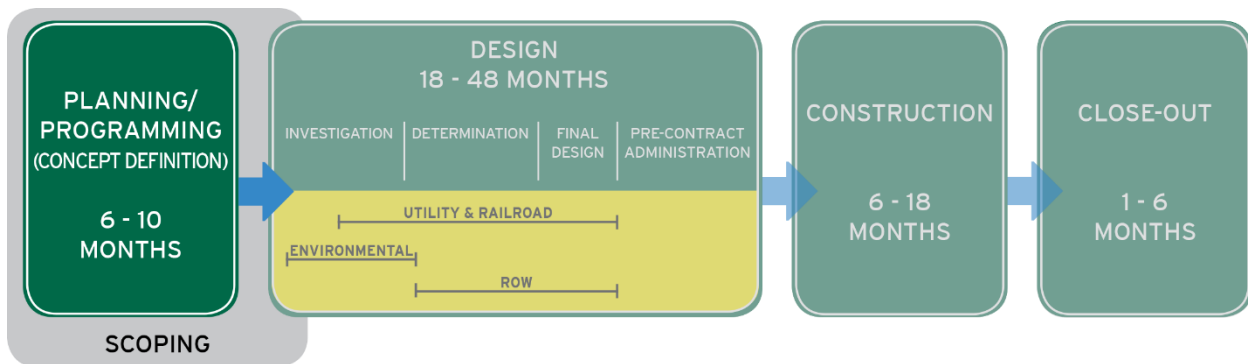 PLANNING/
PROGRAMMING
(CONCEPT DEFINITION)
6 - 10
MONTHS
SCOPING
DESIGN
18 - 48 MONTHS
INVESTIGATION
DETERMINATION
FINAL
DESIGN
PRE-CONTRACT
ADMINISTRATION
UTILITY & RAILROAD
ENVIRONMENTAL
ROW
CONSTRUCTION
6 - 18
MONTHS
CLOSE-OUT
1 - 6
MONTHS